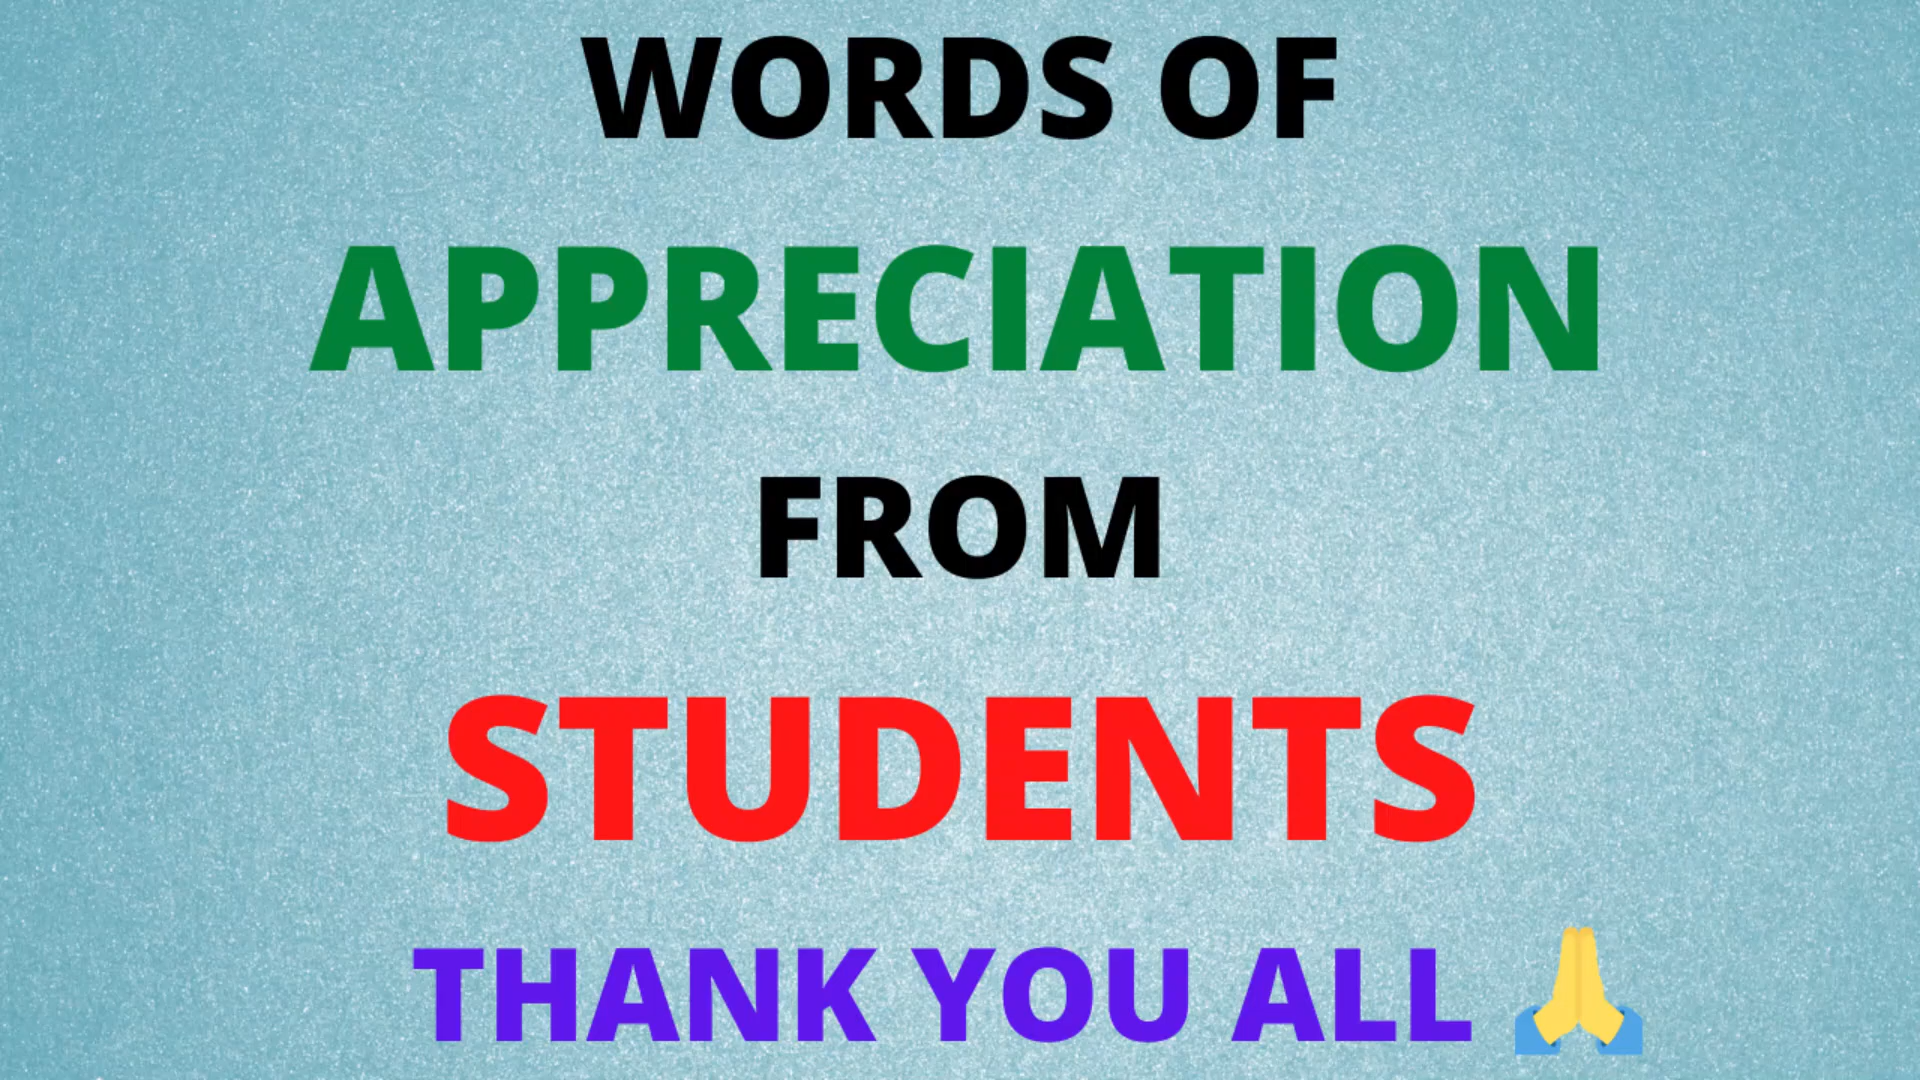 WORDS OF
APPRECIATION
FROM
STUDENTS
THANK YOU ALL 🙏